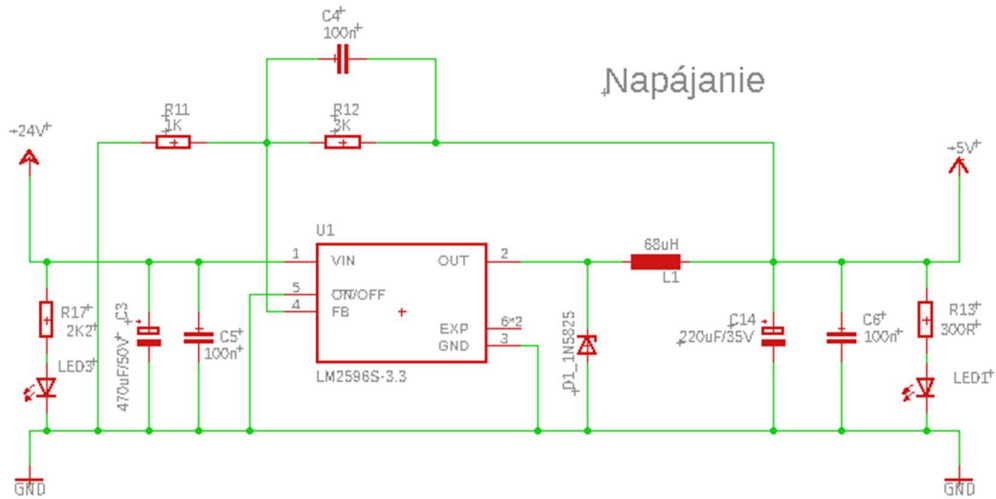 C4
100n
Napájanie
R11
1K
R12
3K
+24V
+5V
U1
1
VIN
OUT
2
68uH
L1
5
ON/OFF
4
FB
EXP
6*2
GND
3
LM2596S-3.3
R17
2K2
LED3
C3
470uF/50V
C5
100n
D1_1N5825
C14
220uF/35V
C6
100n
R13
300R
LED1
GND
GND